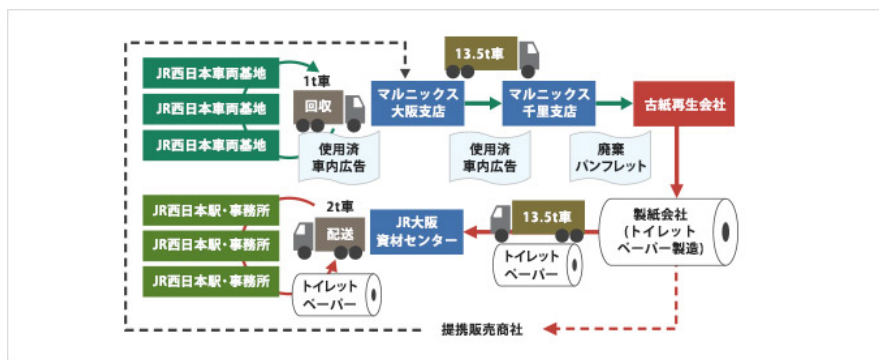 13.5t車
JR西日本車両基地
1t車
JR西日本車両基地
回収
マルニックス
大阪支店
マルニックス
千里支店
古紙再生会社
JR西日本車両基地
使用済
車内広告
使用済
車内広告
廃棄
パンフレット
JR西日本駅・事務所
2t車
JR西日本駅・事務所
配送
JR大阪
資材センター
13.5t車
製紙会社
(トイレット
ペーパー製造)
JR西日本駅・事務所
トイレット
ペーパー
トイレット
ペーパー
提携販売商社